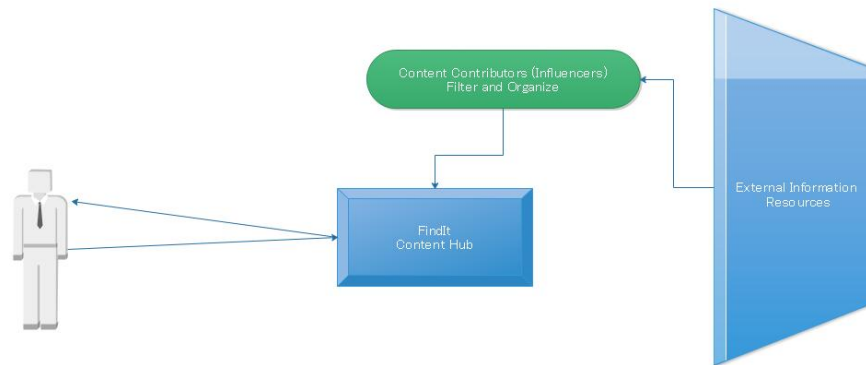 Content Contributors (Influencers)
Filter and Organize
External Information
Resources
FindIt
Content Hub